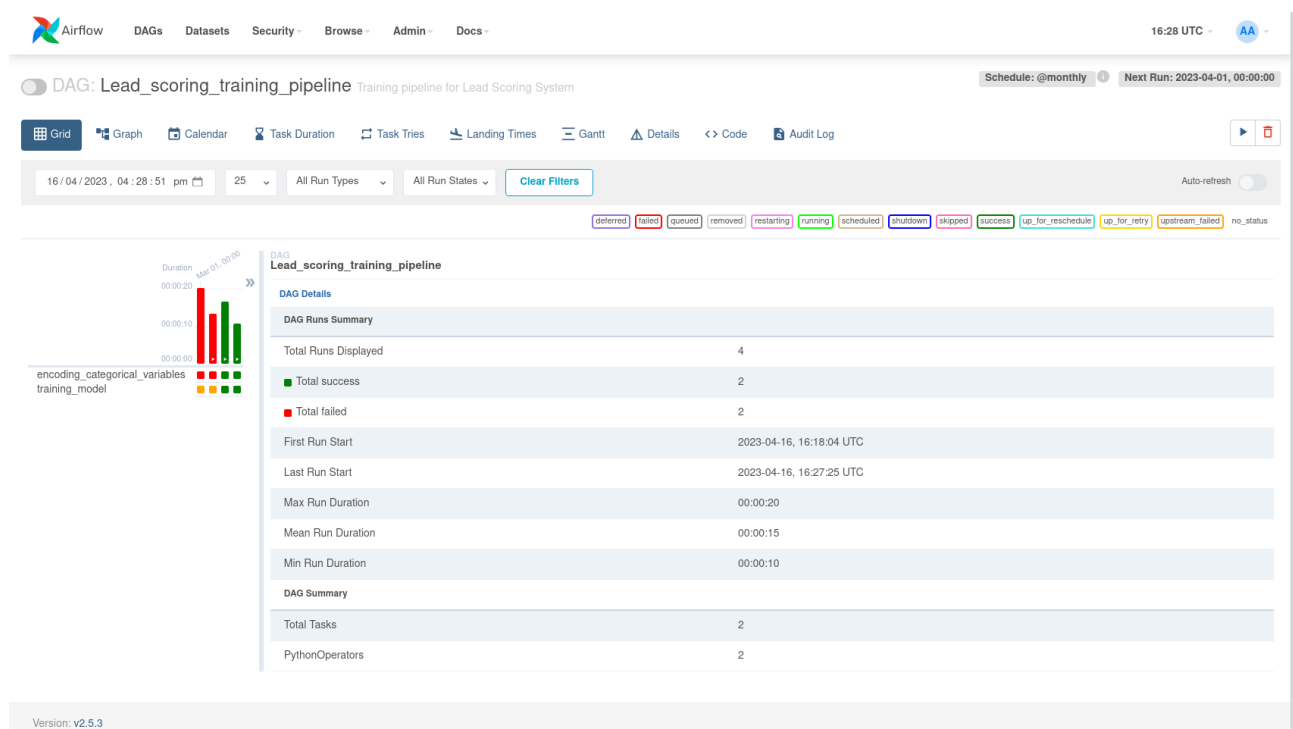 Airflow DAGs Datasets Security Browse Admin Docs 16:28 UTC AA
DAG: Lead_scoring_training_pipeline Training pipeline for Lead Scoring System
Schedule: @monthly i Next Run: 2023-04-01, 00:00:00
Grid Graph Calendar Task Duration Task Tries Landing Times Gantt Details <> Code Audit Log
16/04/2023, 04:28:51 pm 25 All Run Types All Run States Clear Filters Auto-refresh
deferred failed queued removed restarting running scheduled shutdown skipped success up_for_reschedule up_for_retry upstream_failed no_status
Duration Mar 01, 00:00
00:00:20
00:00:10
00:00:00
encoding_categorical_variables
training_model
DAG
Lead_scoring_training_pipeline
DAG Details
DAG Runs Summary
Total Runs Displayed 4
Total success 2
Total failed 2
First Run Start 2023-04-16, 16:18:04 UTC
Last Run Start 2023-04-16, 16:27:25 UTC
Max Run Duration 00:00:20
Mean Run Duration 00:00:15
Min Run Duration 00:00:10
DAG Summary
Total Tasks 2
PythonOperators 2
Version: v2.5.3